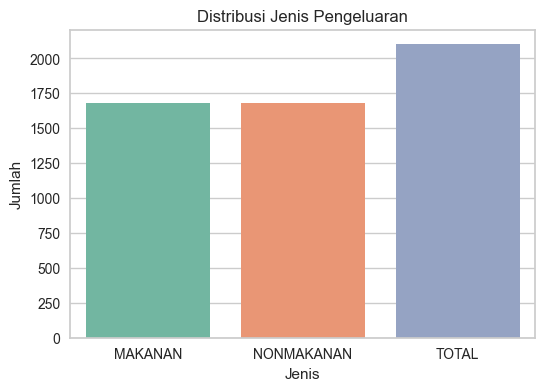 Distribusi Jenis Pengeluaran
Jumlah
2000
1750
1500
1250
1000
750
500
250
0
MAKANAN NONMAKANAN TOTAL
Jenis